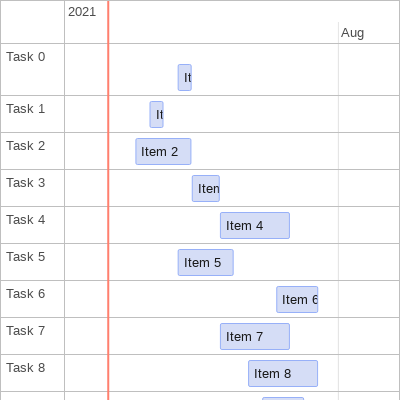 2021
Aug
Task 0
It
Task 1
It
Task 2
Item 2
Task 3
Item
Task 4
Item 4
Task 5
Item 5
Task 6
Item 6
Task 7
Item 7
Task 8
Item 8